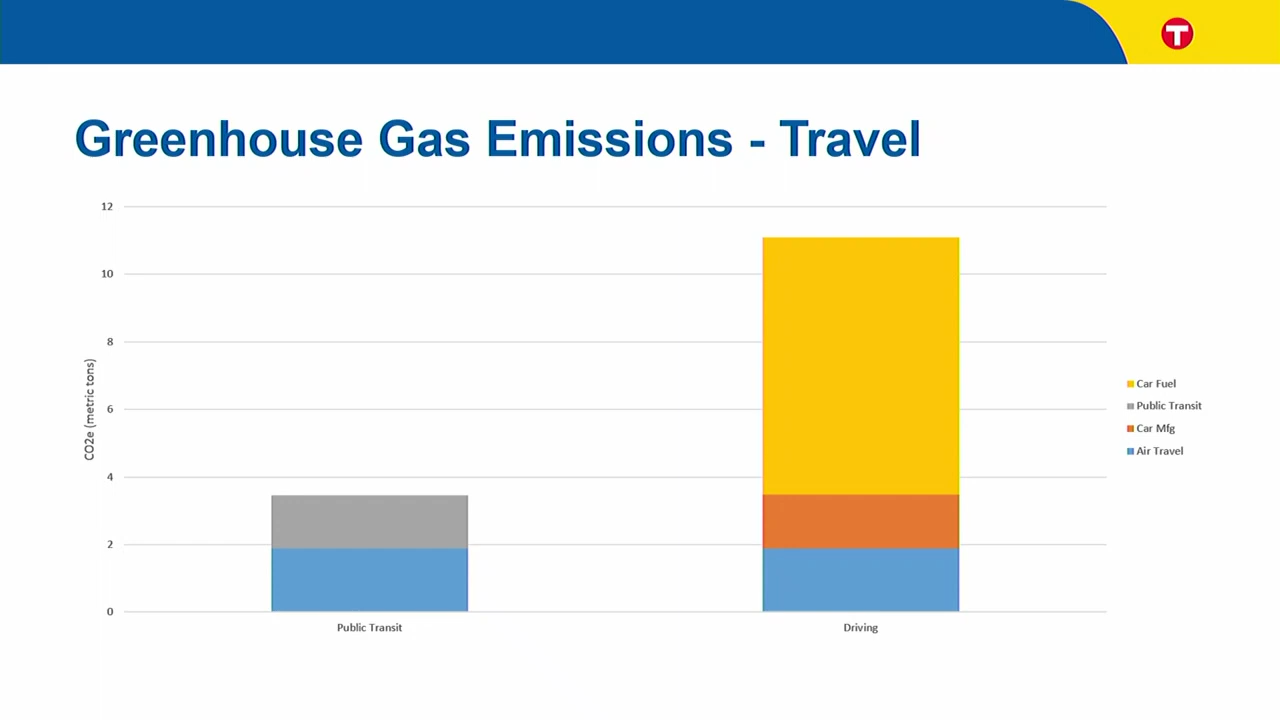 T
Greenhouse Gas Emissions - Travel
12
10
8
6
4
2
0
CO2e (metric tons)
Public Transit
Driving
Car Fuel
Public Transit
Car Mfg
Air Travel